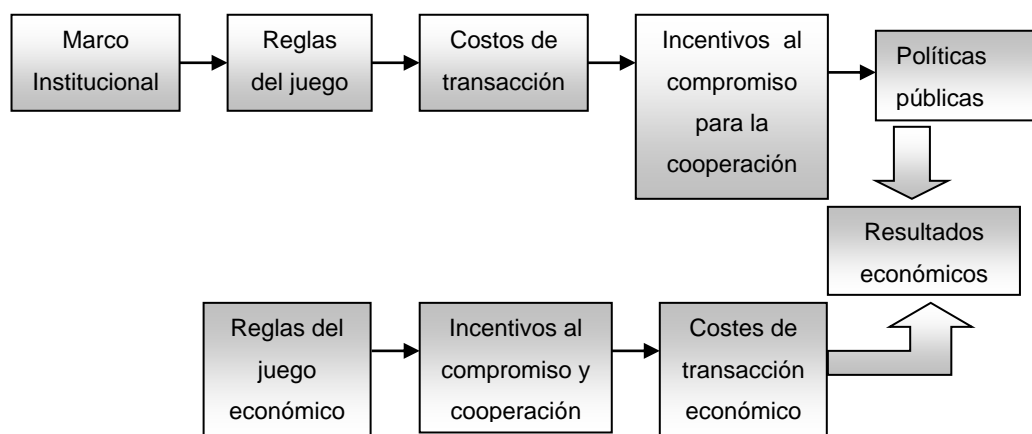 Marco
Institucional
Reglas
del juego
Costos de
transacción
Incentivos al
compromiso
para la
cooperación
Políticas
públicas
Resultados
económicos
Reglas del
juego
económico
Incentivos al
compromiso y
cooperación
Costes de
transacción
económico